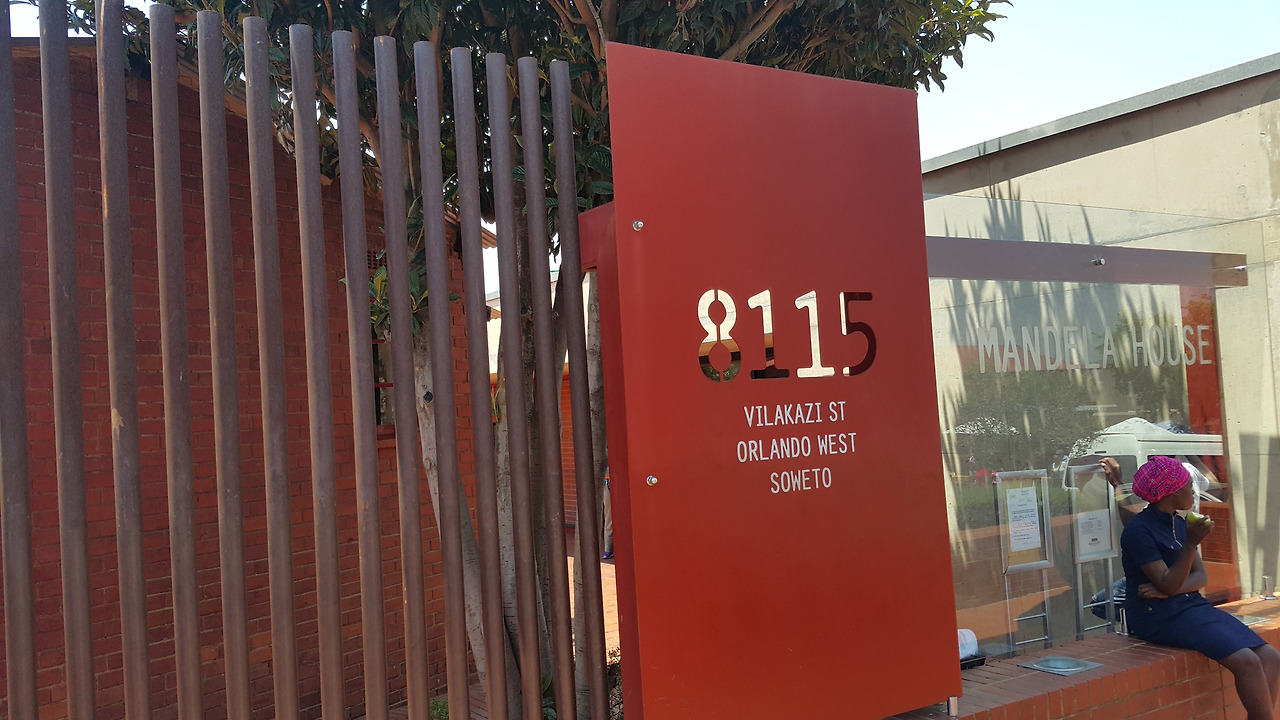 8115
VILAKAZI ST
ORLANDO WEST
SOWETO
MANDELA HOUSE